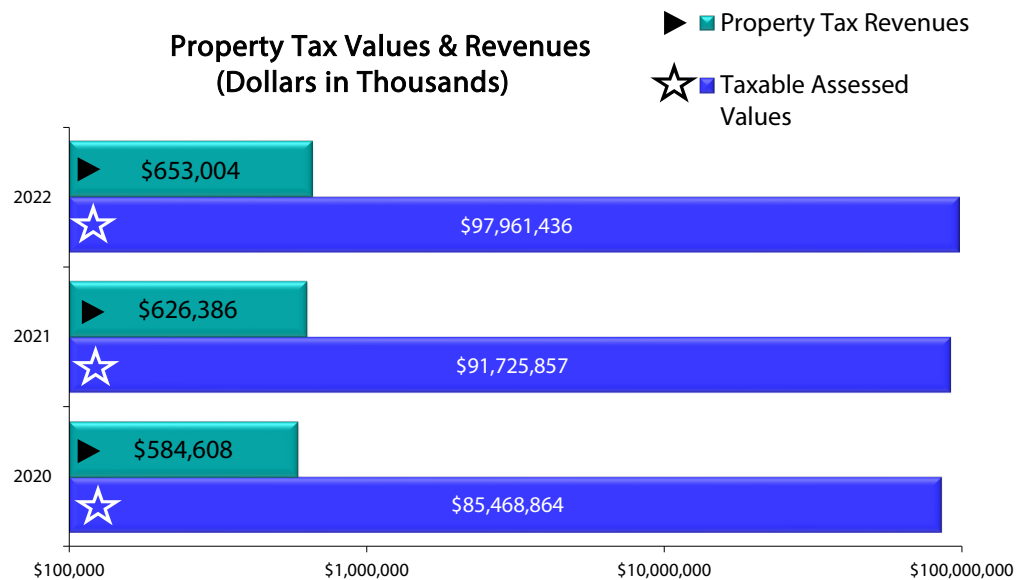 Property Tax Values & Revenues
(Dollars in Thousands)
Property Tax Revenues
Taxable Assessed
Values
2022
$653,004
$97,961,436
2021
$626,386
$91,725,857
2020
$584,608
$85,468,864
$100,000
$1,000,000
$10,000,000
$100,000,000